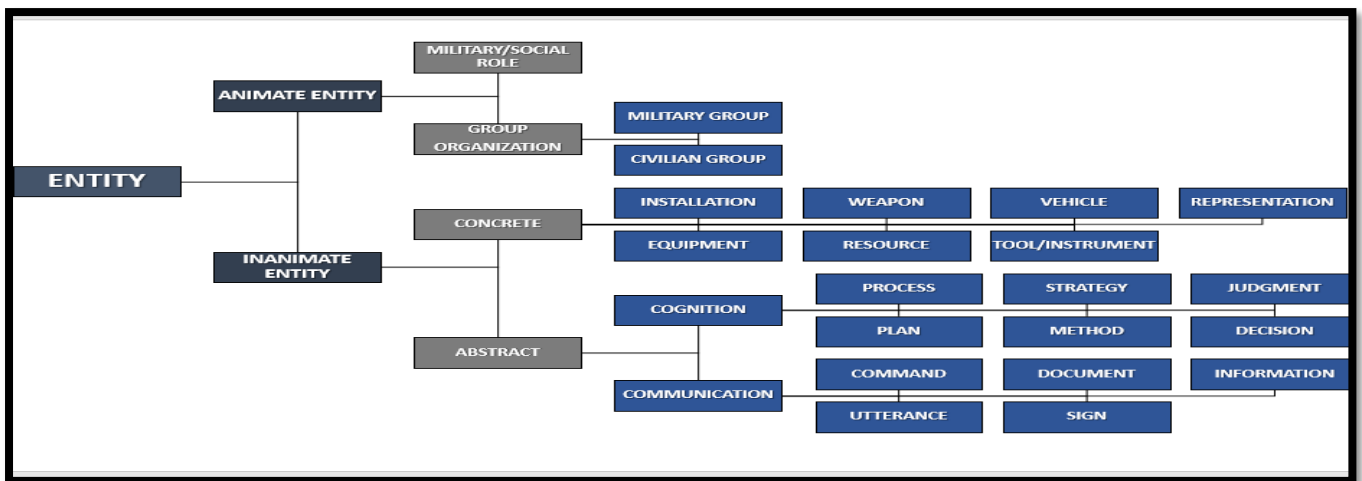 MILITARY/SOCIAL
ROLE
ANIMATE ENTITY
GROUP
ORGANIZATION
MILITARY GROUP
CIVILIAN GROUP
ENTITY
INANIMATE
ENTITY
CONCRETE
INSTALLATION
WEAPON
VEHICLE
REPRESENTATION
EQUIPMENT
RESOURCE
TOOL/INSTRUMENT
ABSTRACT
COGNITION
PROCESS
STRATEGY
JUDGMENT
PLAN
METHOD
DECISION
COMMUNICATION
COMMAND
DOCUMENT
INFORMATION
UTTERANCE
SIGN